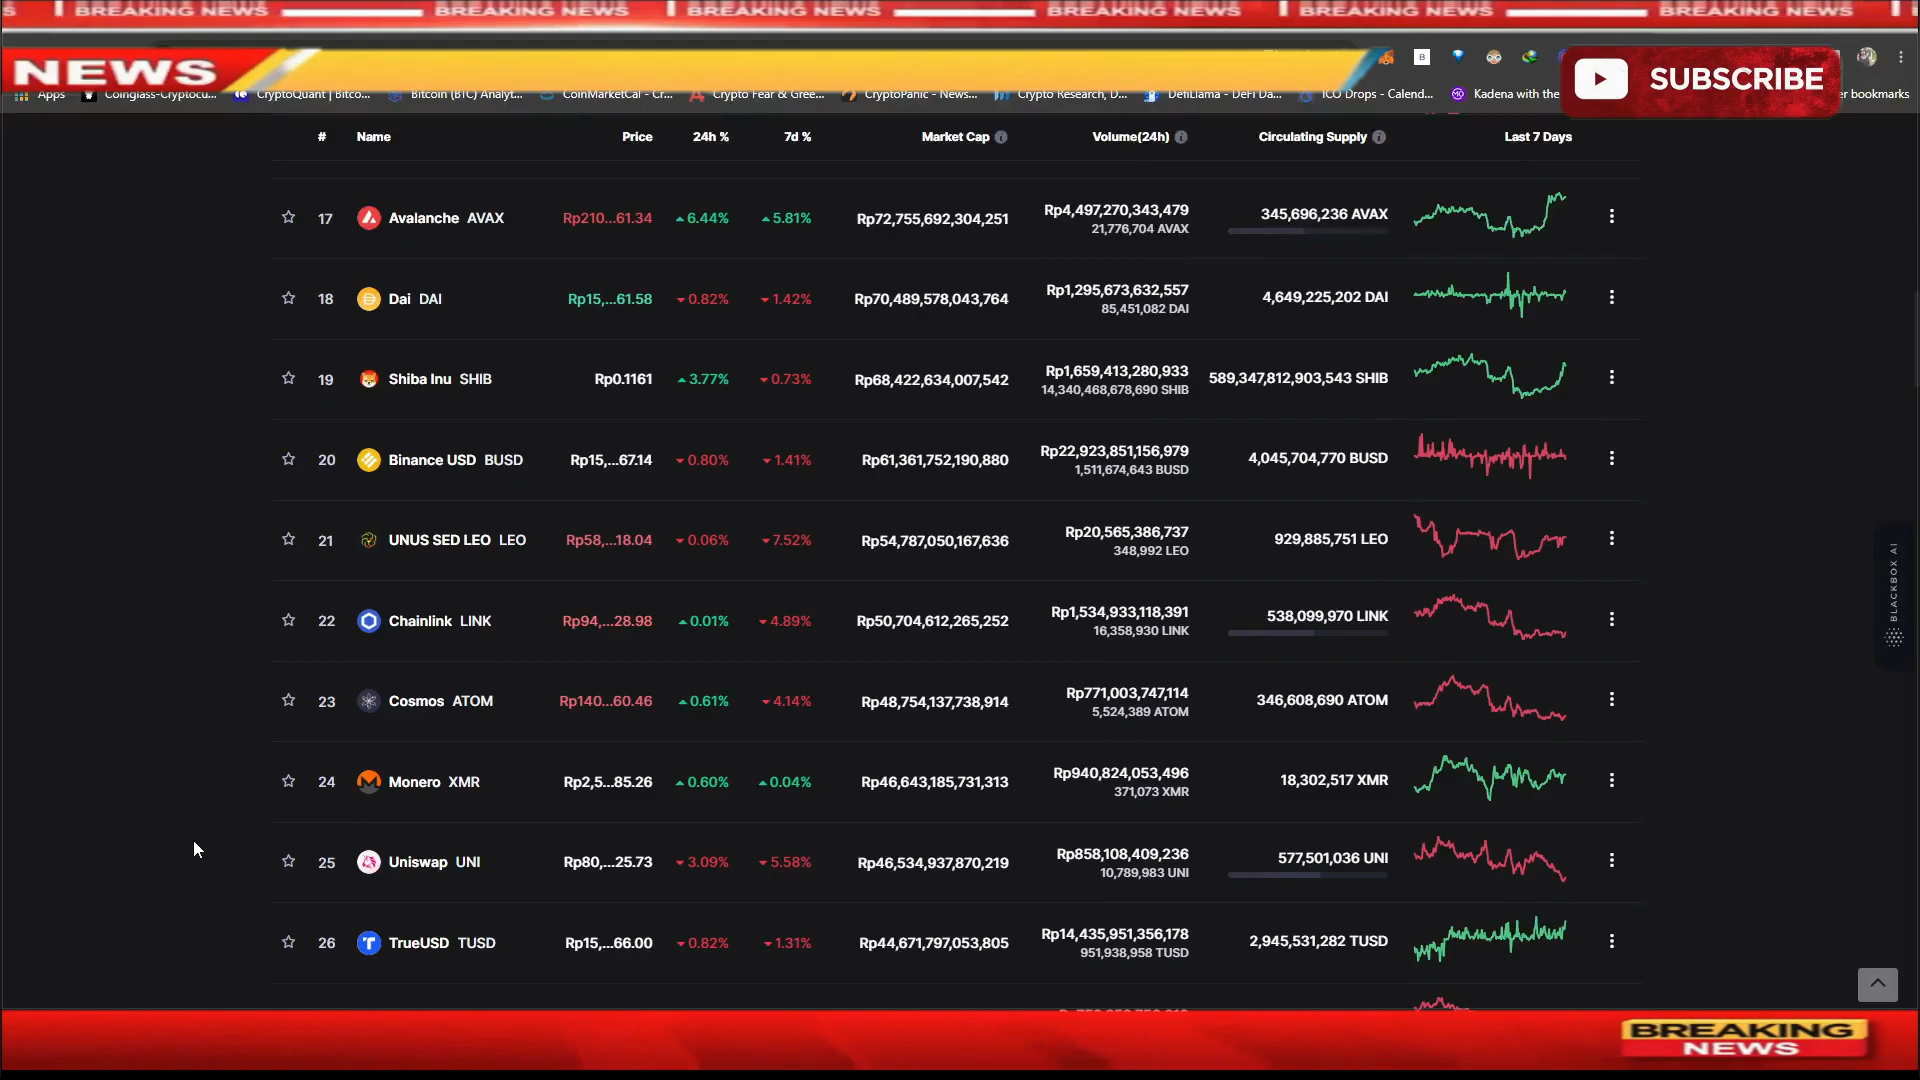 BREAKING NEWS BREAKING NEWS BREAKING NEWS BREAKING NEWS BREAKING NEWS BREAKING NEWS
NEWS
SUBSCRIBE
Apps Coinglass-Cryptocu... CryptoQuant | Bitco... Bitcoin (BTC) Analyt... CoinMarketCal - Cr... Crypto Fear & Gree... CryptoPanic - News... Crypto Research, D... DefiLlama - DeFi Da... ICO Drops - Calend... Kadena with the bookmarks
# Name Price 24h % 7d % Market Cap Volume(24h) Circulating Supply Last 7 Days
17 Avalanche AVAX Rp210...61.34 6.44% 5.81% Rp72,755,692,304,251 Rp4,497,270,343,479 345,696,236 AVAX
21,776,704 AVAX
18 Dai DAI Rp15,...61.58 0.82% 1.42% Rp70,489,578,043,764 Rp1,295,673,632,557 4,649,225,202 DAI
85,451,082 DAI
19 Shiba Inu SHIB Rp0.1161 3.77% 0.73% Rp68,422,634,007,542 Rp1,659,413,280,933 589,347,812,903,543 SHIB
14,340,468,678,690 SHIB
20 Binance USD BUSD Rp15,...67.14 0.80% 1.41% Rp61,361,752,190,880 Rp22,923,851,156,979 4,045,704,770 BUSD
1,511,674,643 BUSD
21 UNUS SED LEO LEO Rp58,...18.04 0.06% 7.52% Rp54,787,050,167,636 Rp20,565,386,737 929,885,751 LEO
348,992 LEO
22 Chainlink LINK Rp94,...28.98 0.01% 4.89% Rp50,704,612,265,252 Rp1,534,933,118,391 538,099,970 LINK
16,358,930 LINK
23 Cosmos ATOM Rp140...60.46 0.61% 4.14% Rp48,754,137,738,914 Rp771,003,747,114 346,608,690 ATOM
5,524,389 ATOM
24 Monero XMR Rp2,5...85.26 0.60% 0.04% Rp46,643,185,731,313 Rp940,824,053,496 18,302,517 XMR
371,073 XMR
25 Uniswap UNI Rp80,...25.73 3.09% 5.58% Rp46,534,937,870,219 Rp858,108,409,236 577,501,036 UNI
10,789,983 UNI
26 TrueUSD TUSD Rp15,...66.00 0.82% 1.31% Rp44,671,797,053,805 Rp14,435,951,356,178 2,945,531,282 TUSD
951,938,958 TUSD
BLACKBOX AI
BREAKING
NEWS